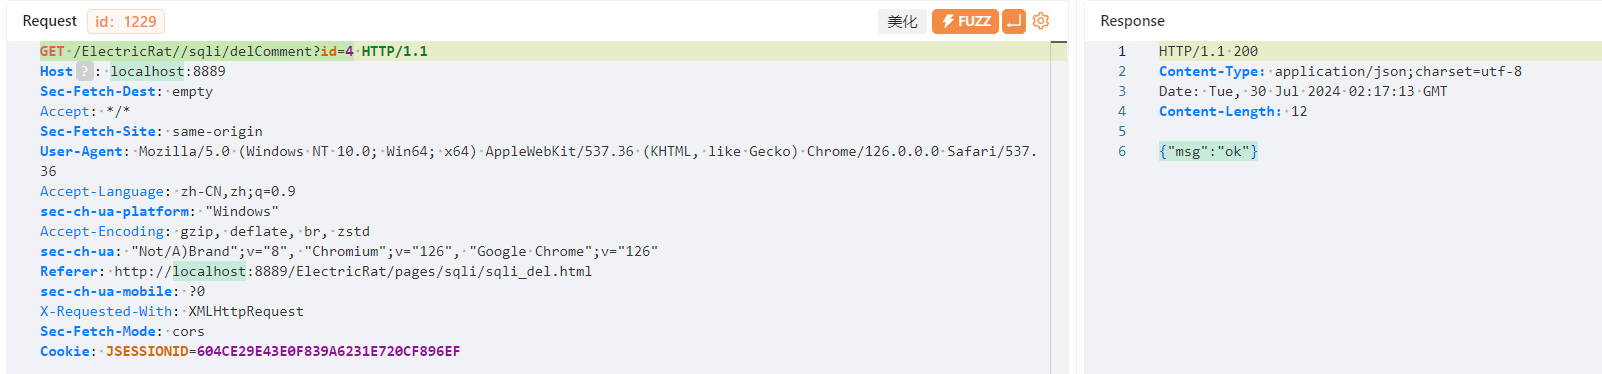 Request id: 1229 美化 FUZZ
GET /ElectricRat//sqli/delComment?id=4 HTTP/1.1
Host ? : localhost:8889
Sec-Fetch-Dest: empty
Accept: */*
Sec-Fetch-Site: same-origin
User-Agent: Mozilla/5.0 (Windows NT 10.0; Win64; x64) AppleWebKit/537.36 (KHTML, like Gecko) Chrome/126.0.0.0 Safari/537.
36
Accept-Language: zh-CN,zh;q=0.9
sec-ch-ua-platform: "Windows"
Accept-Encoding: gzip, deflate, br, zstd
sec-ch-ua: "Not/A)Brand";v="8", "Chromium";v="126", "Google Chrome";v="126"
Referer: http://localhost:8889/ElectricRat/pages/sqli/sqli_del.html
sec-ch-ua-mobile: ?0
X-Requested-With: XMLHttpRequest
Sec-Fetch-Mode: cors
Cookie: JSESSIONID=604CE29E43E0F839A6231E720CF896EF
Response
1 HTTP/1.1 200
2 Content-Type: application/json;charset=utf-8
3 Date: Tue, 30 Jul 2024 02:17:13 GMT
4 Content-Length: 12
5
6 {"msg":"ok"}